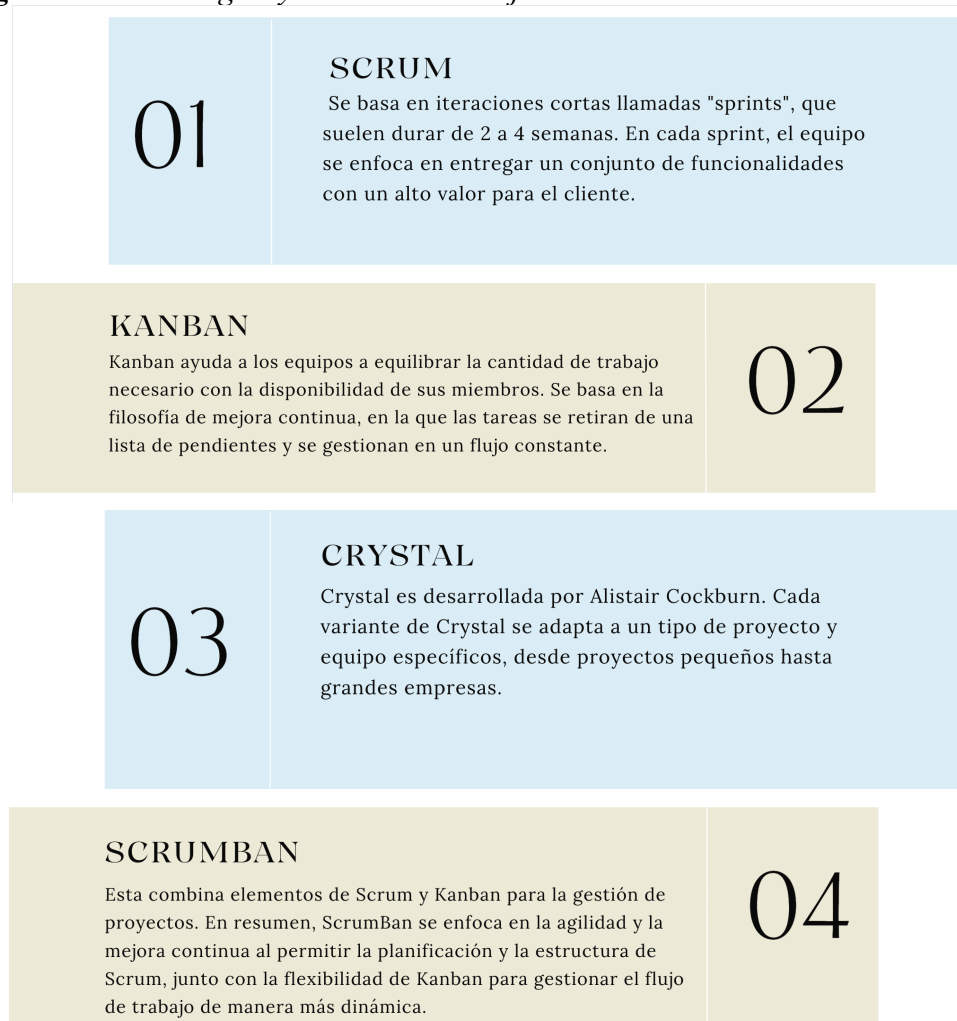 01
SCRUM
Se basa en iteraciones cortas llamadas "sprints", que
suelen durar de 2 a 4 semanas. En cada sprint, el equipo
se enfoca en entregar un conjunto de funcionalidades
con un alto valor para el cliente.
KANBAN
Kanban ayuda a los equipos a equilibrar la cantidad de trabajo
necesario con la disponibilidad de sus miembros. Se basa en la
filosofía de mejora continua, en la que las tareas se retiran de una
lista de pendientes y se gestionan en un flujo constante.
02
03
CRYSTAL
Crystal es desarrollada por Alistair Cockburn. Cada
variante de Crystal se adapta a un tipo de proyecto y
equipo específicos, desde proyectos pequeños hasta
grandes empresas.
SCRUMBAN
Esta combina elementos de Scrum y Kanban para la gestión de
proyectos. En resumen, ScrumBan se enfoca en la agilidad y la
mejora continua al permitir la planificación y la estructura de
Scrum, junto con la flexibilidad de Kanban para gestionar el flujo
de trabajo de manera más dinámica.
04